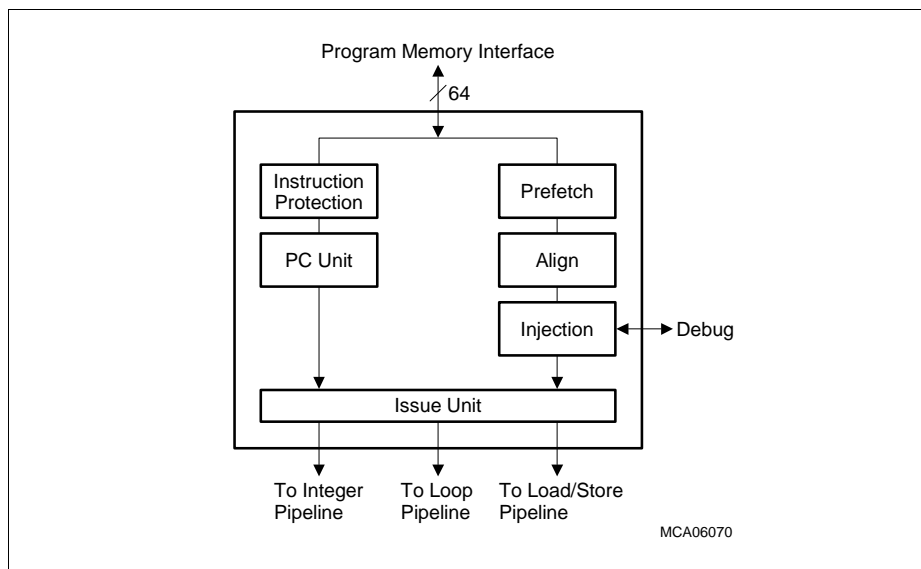 Program Memory Interface
64
Instruction
Protection
Prefetch
PC Unit
Align
Injection
Debug
Issue Unit
To Integer
Pipeline
To Loop
Pipeline
To Load/Store
Pipeline
MCA06070